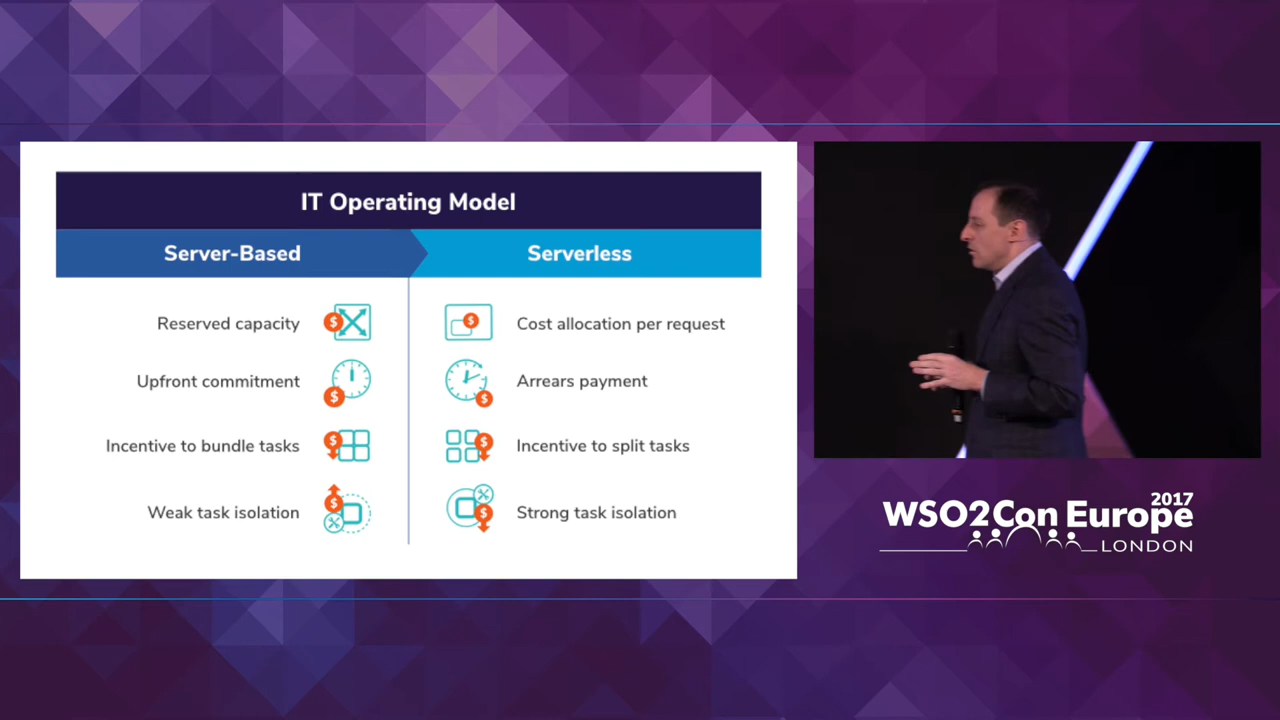 IT Operating Model
Server-Based
Serverless
Reserved capacity
$
$
Cost allocation per request
Upfront commitment
$
$
Arrears payment
Incentive to bundle tasks
$
$
Incentive to split tasks
Weak task isolation
$
$
Strong task isolation
2017
WSO2Con Europe
LONDON